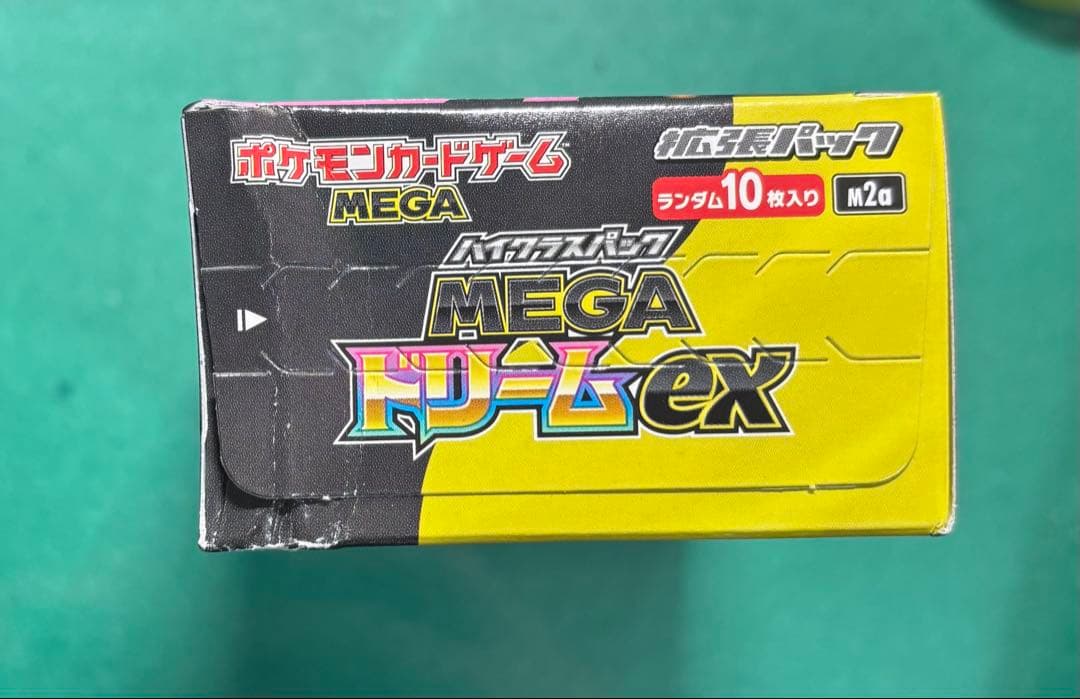 ポケモンカードゲーム™
MEGA
拡張パック
ランダム10枚入り
M2a
ハイクラスパック
MEGA
ドリームex